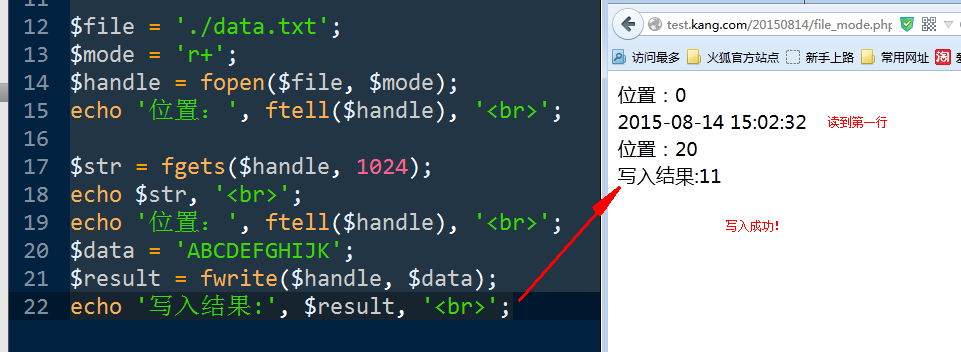 11
12 $file = './data.txt';
13 $mode = 'r+';
14 $handle = fopen($file, $mode);
15 echo '位置: ', ftell($handle), '<br>';
16
17 $str = fgets($handle, 1024);
18 echo $str, '<br>';
19 echo '位置: ', ftell($handle), '<br>';
20 $data = 'ABCDEFGHIJK';
21 $result = fwrite($handle, $data);
22 echo '写入结果:', $result, '<br>';
test.kang.com/20150814/file_mode.php
访问最多 火狐官方站点 新手上路 常用网址 淘
位置：0
2015-08-14 15:02:32 读到第一行
位置：20
写入结果:11
写入成功!